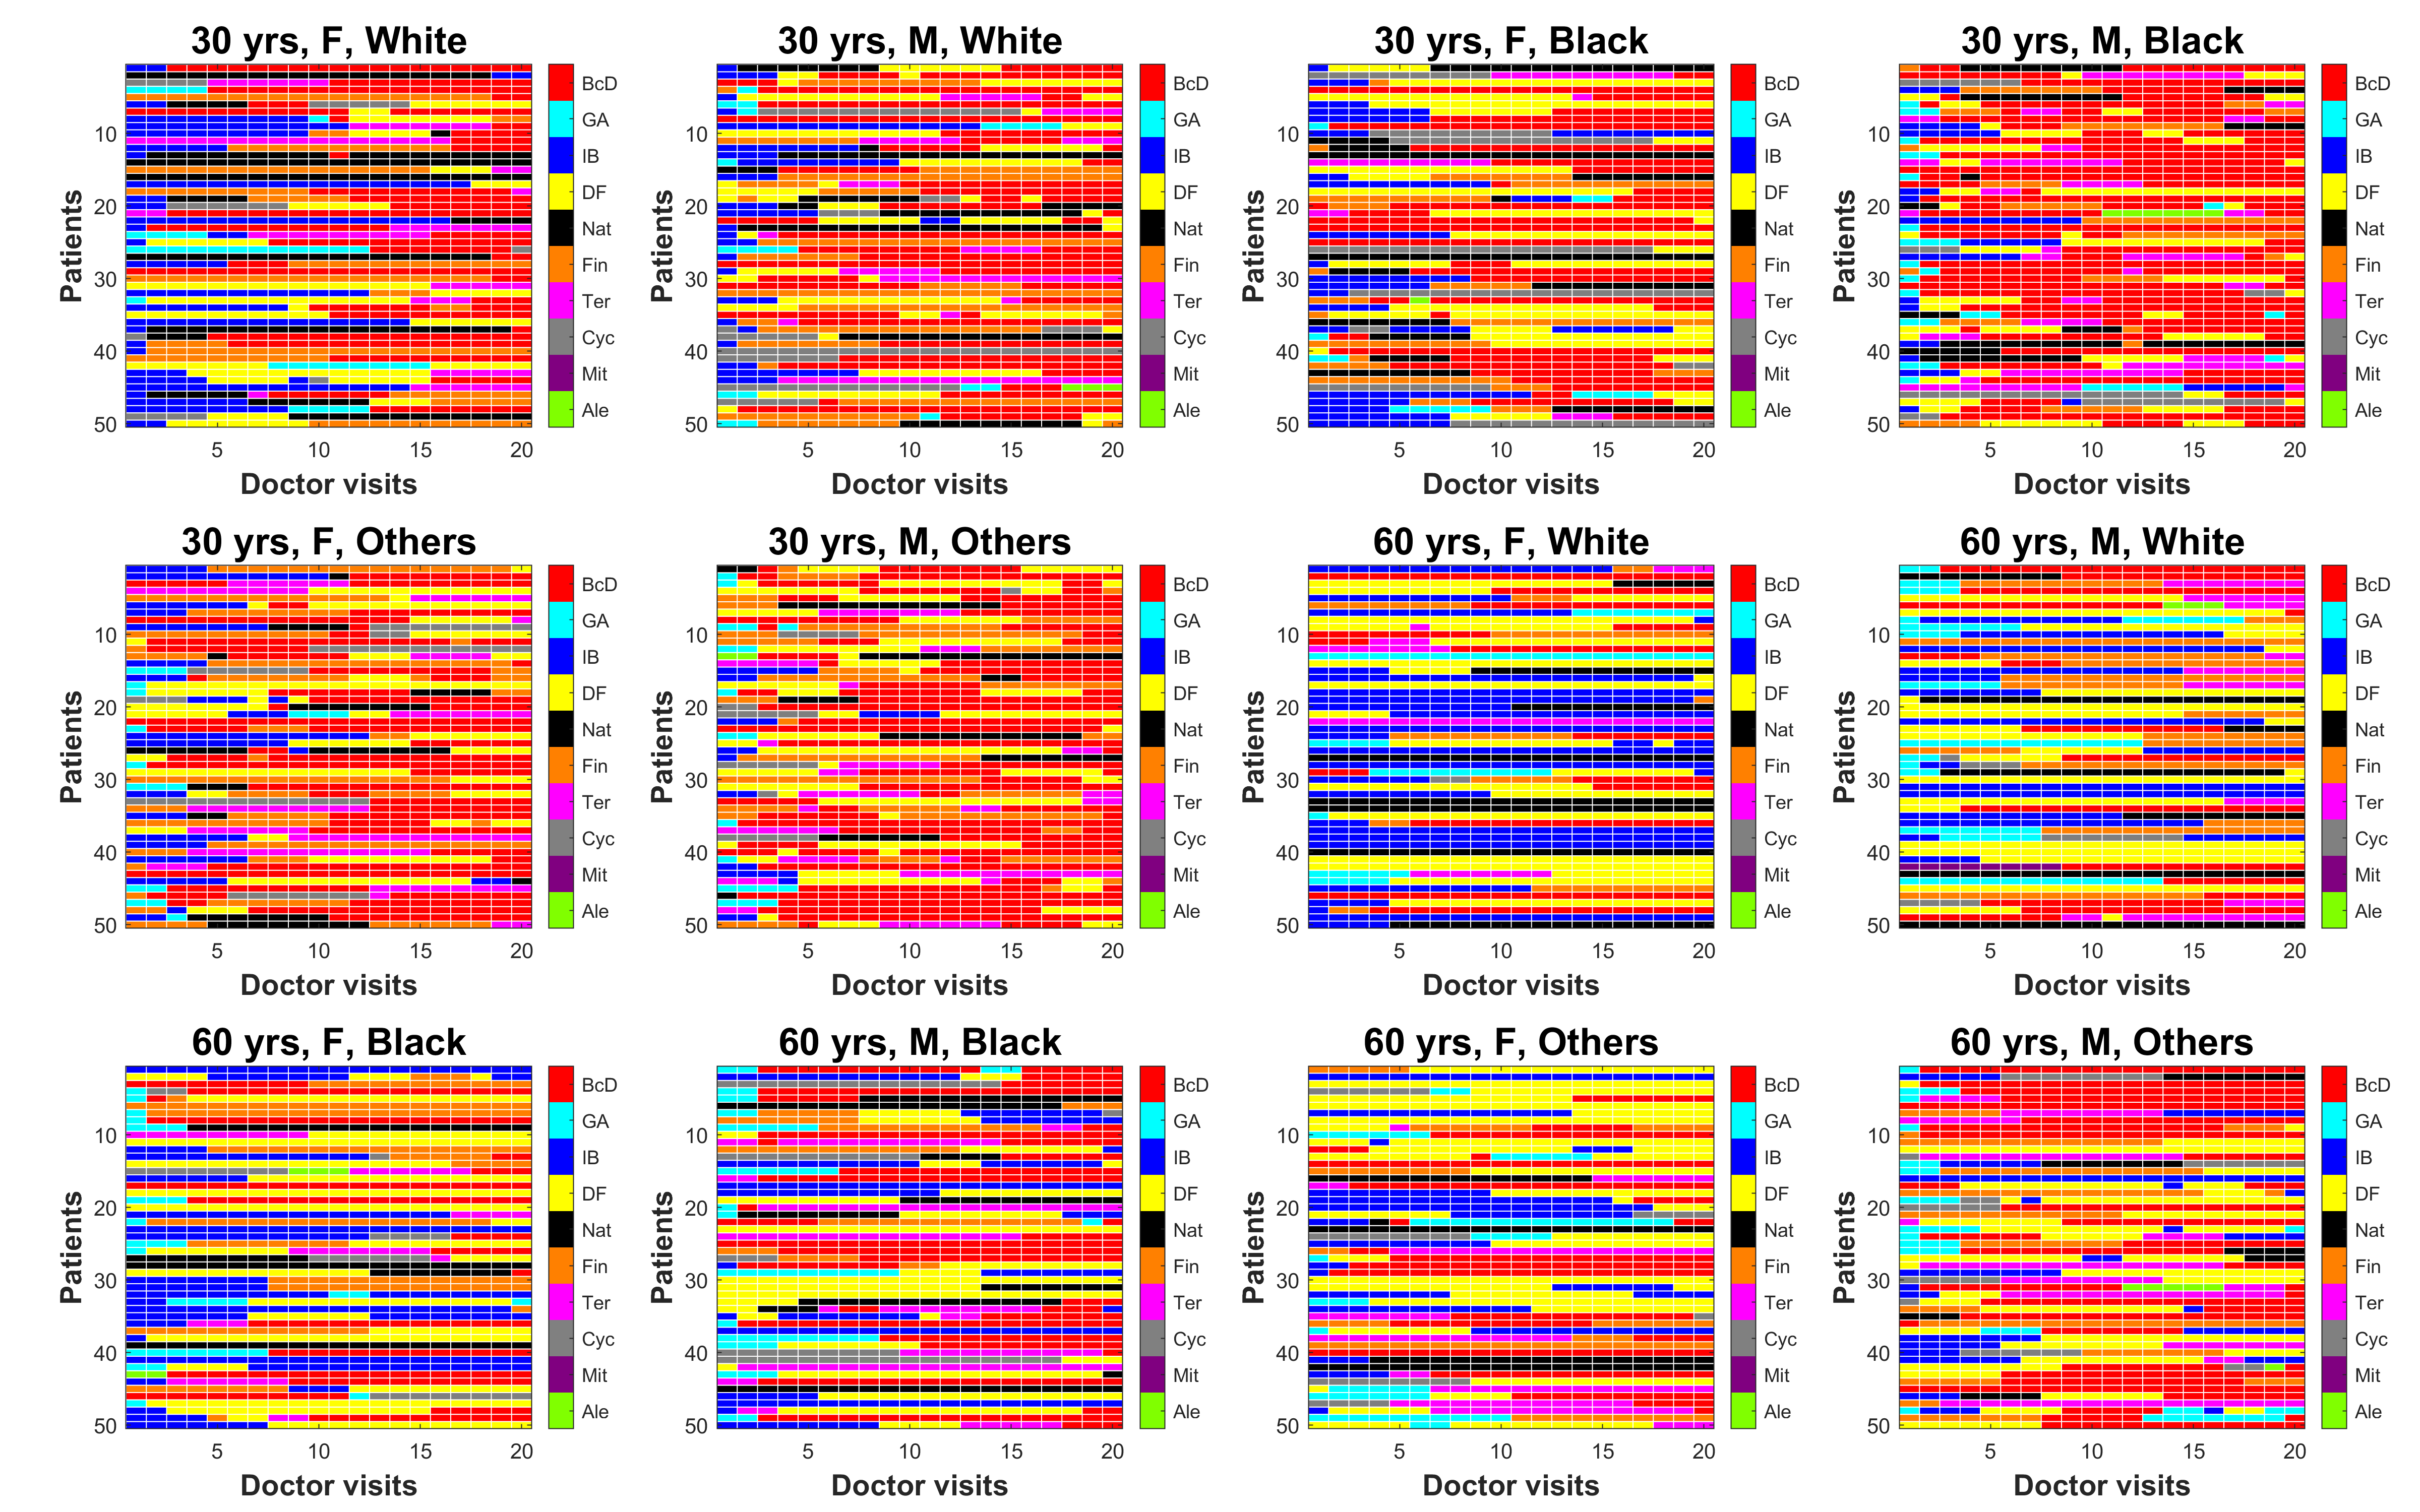 30 yrs, F, White
Patients
10
20
30
40
50
5 10 15 20
Doctor visits
BcD
GA
IB
DF
Nat
Fin
Ter
Cyc
Mit
Ale
30 yrs, M, White
Patients
10
20
30
40
50
5 10 15 20
Doctor visits
BcD
GA
IB
DF
Nat
Fin
Ter
Cyc
Mit
Ale
30 yrs, F, Black
Patients
10
20
30
40
50
5 10 15 20
Doctor visits
BcD
GA
IB
DF
Nat
Fin
Ter
Cyc
Mit
Ale
30 yrs, M, Black
Patients
10
20
30
40
50
5 10 15 20
Doctor visits
BcD
GA
IB
DF
Nat
Fin
Ter
Cyc
Mit
Ale
30 yrs, F, Others
Patients
10
20
30
40
50
5 10 15 20
Doctor visits
BcD
GA
IB
DF
Nat
Fin
Ter
Cyc
Mit
Ale
30 yrs, M, Others
Patients
10
20
30
40
50
5 10 15 20
Doctor visits
BcD
GA
IB
DF
Nat
Fin
Ter
Cyc
Mit
Ale
60 yrs, F, White
Patients
10
20
30
40
50
5 10 15 20
Doctor visits
BcD
GA
IB
DF
Nat
Fin
Ter
Cyc
Mit
Ale
60 yrs, M, White
Patients
10
20
30
40
50
5 10 15 20
Doctor visits
BcD
GA
IB
DF
Nat
Fin
Ter
Cyc
Mit
Ale
60 yrs, F, Black
Patients
10
20
30
40
50
5 10 15 20
Doctor visits
BcD
GA
IB
DF
Nat
Fin
Ter
Cyc
Mit
Ale
60 yrs, M, Black
Patients
10
20
30
40
50
5 10 15 20
Doctor visits
BcD
GA
IB
DF
Nat
Fin
Ter
Cyc
Mit
Ale
60 yrs, F, Others
Patients
10
20
30
40
50
5 10 15 20
Doctor visits
BcD
GA
IB
DF
Nat
Fin
Ter
Cyc
Mit
Ale
60 yrs, M, Others
Patients
10
20
30
40
50
5 10 15 20
Doctor visits
BcD
GA
IB
DF
Nat
Fin
Ter
Cyc
Mit
Ale